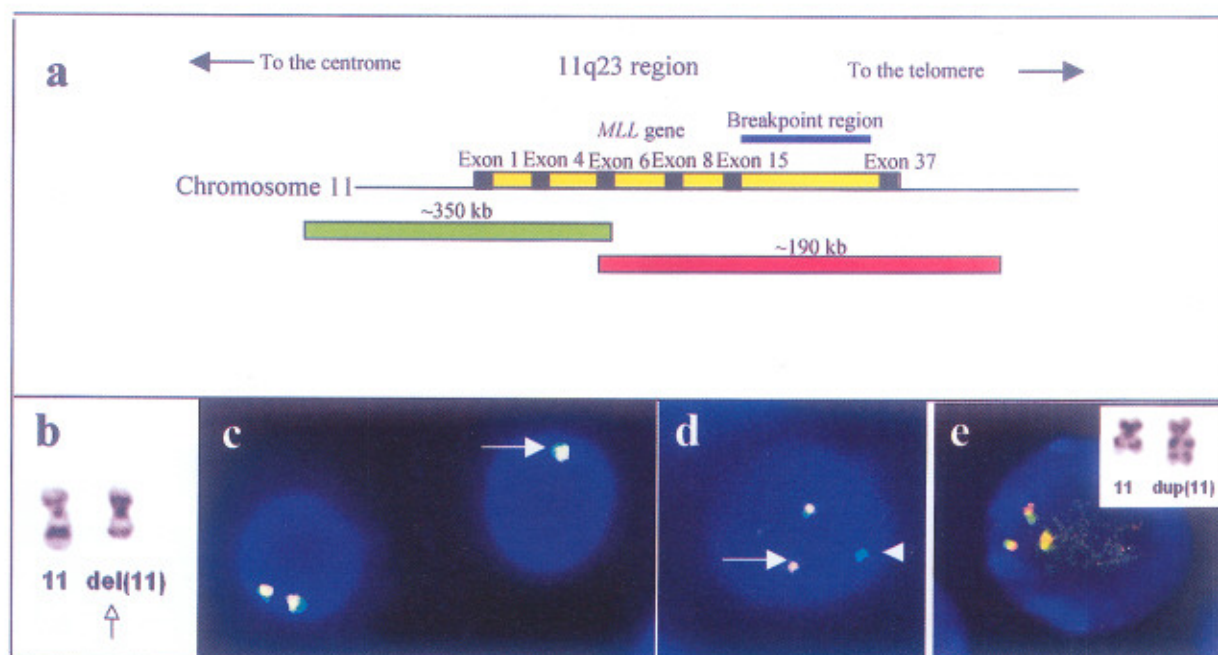 a
To the centrome
11q23 region
To the telomere
MLL gene
Breakpoint region
Exon 1 Exon 4 Exon 6 Exon 8 Exon 15 Exon 37
Chromosome 11
~350 kb
~190 kb
b
11 del(11)
c
d
e
11 dup(11)